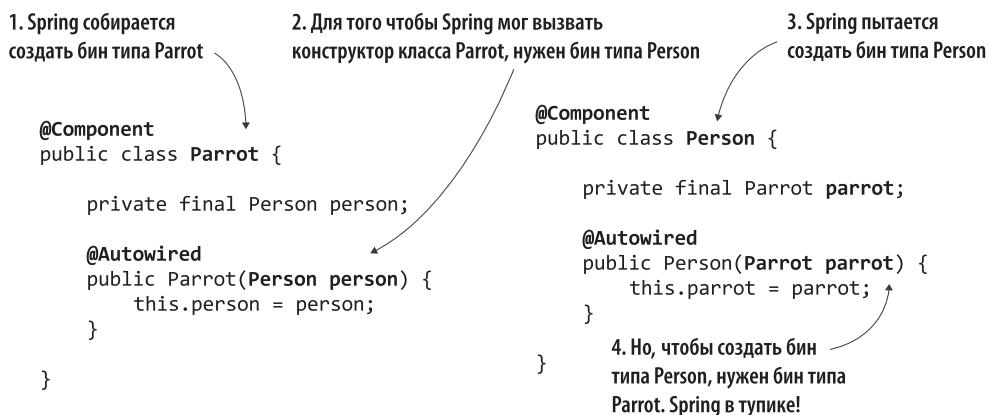 1. Spring собирается
создать бин типа Parrot
2. Для того чтобы Spring мог вызвать
конструктор класса Parrot, нужен бин типа Person
3. Spring пытается
создать бин типа Person
@Component
public class Parrot {
private final Person person;
@Autowired
public Parrot(Person person) {
this.person = person;
}
}
@Component
public class Person {
private final Parrot parrot;
@Autowired
public Person(Parrot parrot) {
this.parrot = parrot;
}
}
4. Но, чтобы создать бин
типа Person, нужен бин типа
Parrot. Spring в тупике!